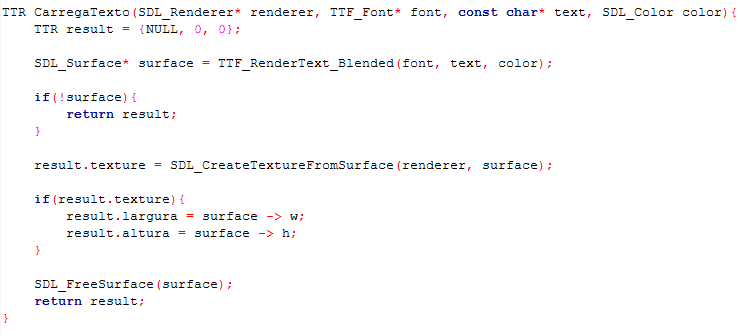 TTR CarregaTexto(SDL_Renderer* renderer, TTF_Font* font, const char* text, SDL_Color color){
    TTR result = {NULL, 0, 0};

    SDL_Surface* surface = TTF_RenderText_Blended(font, text, color);

    if(!surface){
        return result;
    }

    result.texture = SDL_CreateTextureFromSurface(renderer, surface);

    if(result.texture){
        result.largura = surface -> w;
        result.altura = surface -> h;
    }

    SDL_FreeSurface(surface);
    return result;
}